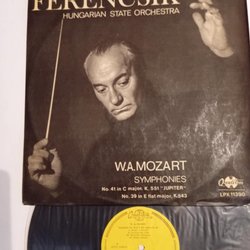 FERENCSIK
HUNGARIAN STATE ORCHESTRA
W.A.MOZART
SYMPHONIES
No. 41 in C major, K. 551 "JUPITER"
No. 39 in E flat major, K.543
LPX 11390